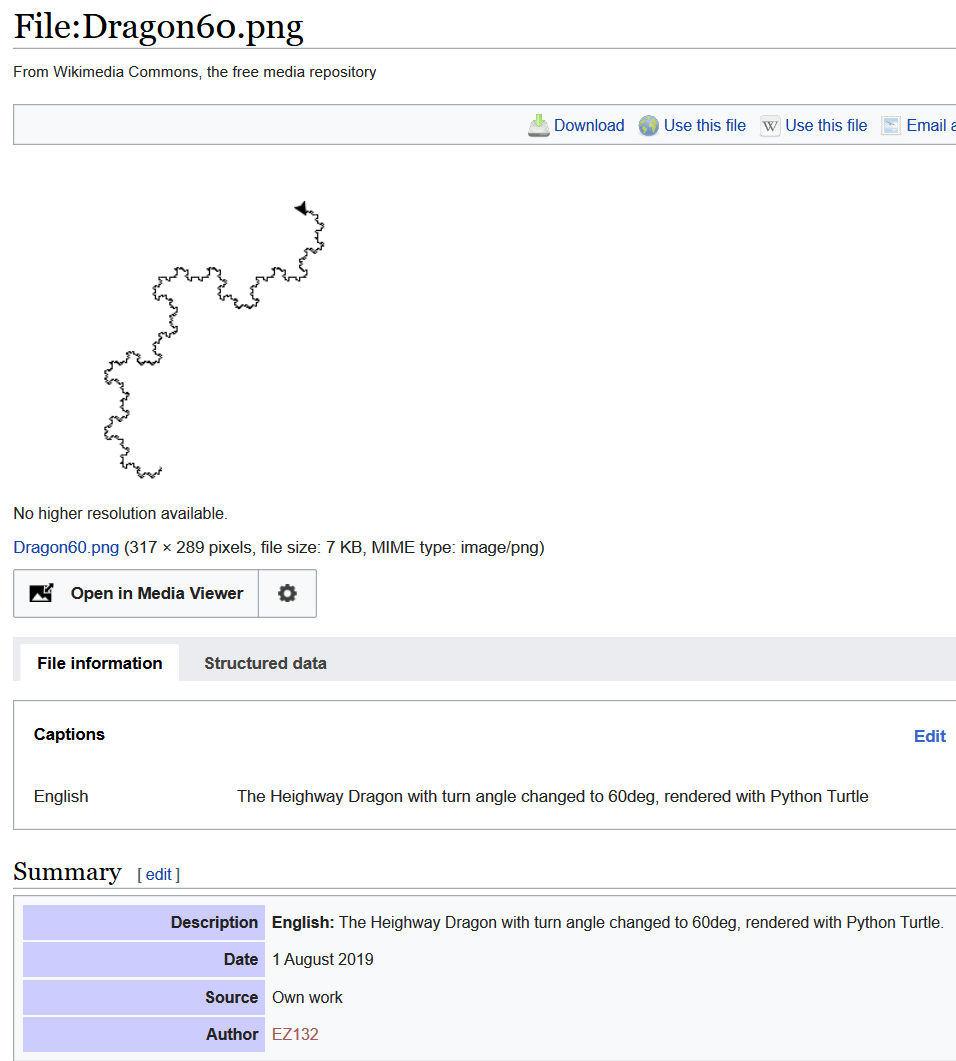 File:Dragon60.png
From Wikimedia Commons, the free media repository
Download Use this file W Use this file Email a
No higher resolution available.
Dragon60.png (317 × 289 pixels, file size: 7 KB, MIME type: image/png)
Open in Media Viewer
File information Structured data
Captions Edit
English The Heighway Dragon with turn angle changed to 60deg, rendered with Python Turtle
Summary [ edit ]
Description English: The Heighway Dragon with turn angle changed to 60deg, rendered with Python Turtle.
Date 1 August 2019
Source Own work
Author EZ132